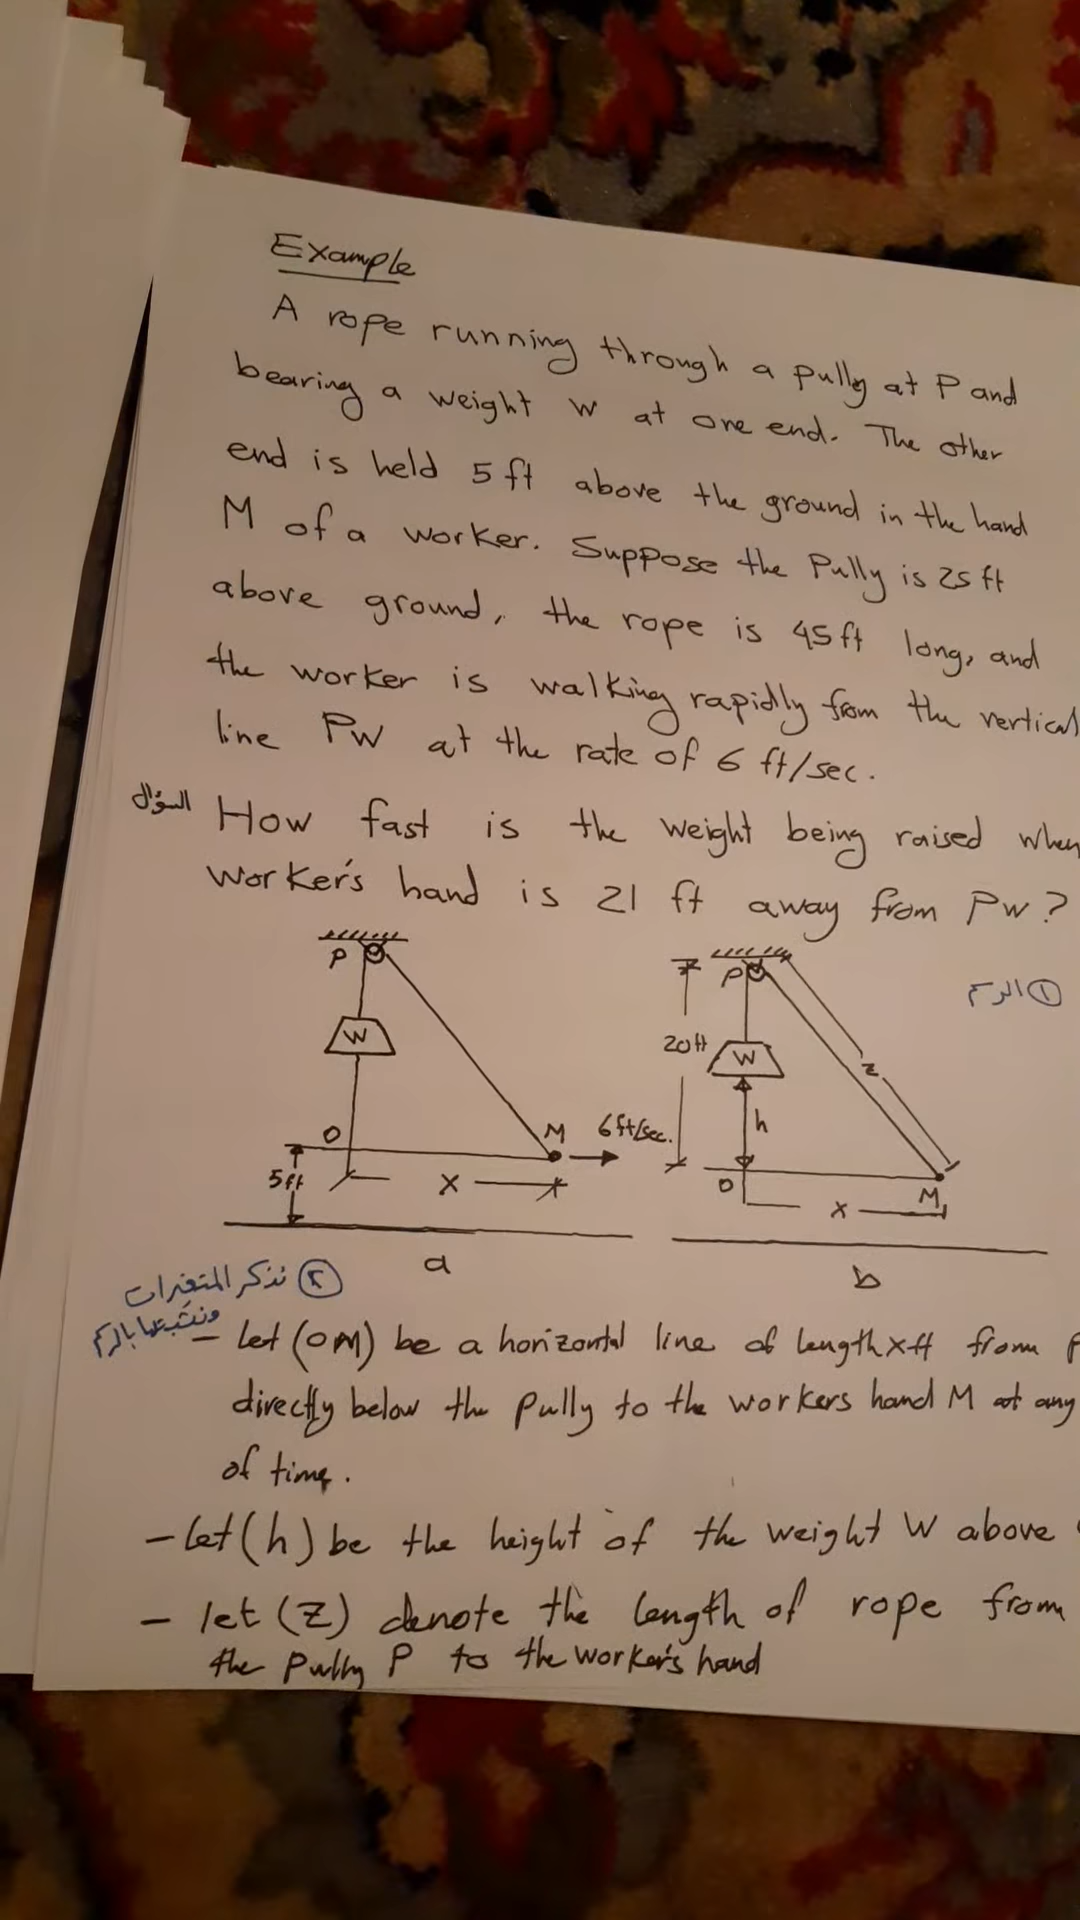 Example
A rope running through a pully at P and
bearing a weight W at one end. The other
end is held 5 ft above the ground in the hand
M of a worker. Suppose the Pully is 25 ft
above ground, the rope is 45 ft long, and
the worker is walking rapidly from the vertical
line PW at the rate of 6 ft/sec.
السؤال How fast is the weight being raised when
worker's hand is 21 ft away from PW?
P
W
O
M
6 ft/sec.
5 ft
X
a
P
20 ft
W
z
h
O
M
X
b
① الرسم
② نذكر المتغيرات
ونثبتها بالرسم
- let (OM) be a horizontal line of length x ft from P
directly below the pully to the workers hand M at any
of time.
- let (h) be the height of the weight W above
- let (Z) denote the length of rope from
the pully P to the worker's hand